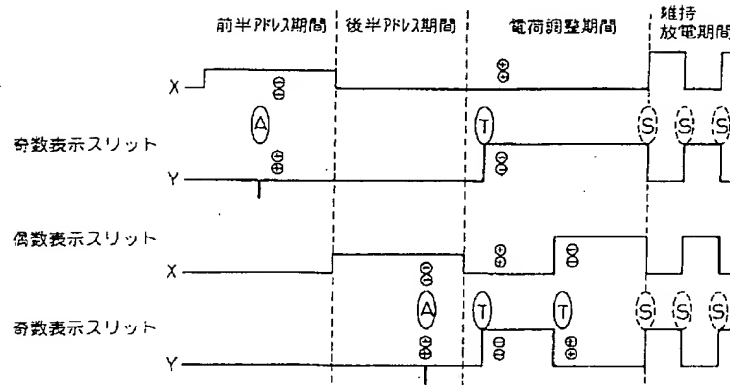 前半アドレス期間 後半アドレス期間 電荷調整期間 維持
放電期間
X ⊖ ⊕
⊖ ⊕
A T S S S
奇数表示スリット ⊕ ⊖
Y ⊕ ⊖
偶数表示スリット ⊕ ⊖
X ⊖ ⊕ ⊖
⊖
A T T S S S
奇数表示スリット
⊕ ⊖ ⊕
Y ⊕ ⊖ ⊕